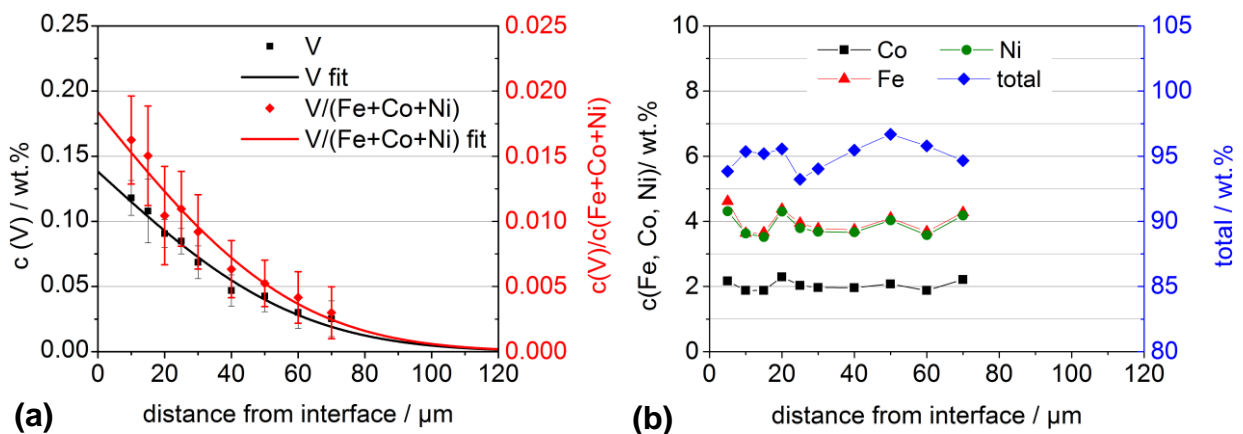 0.25
0.20
0.15
0.10
0.05
0.00
c (V) / wt.%
V
V fit
V/(Fe+Co+Ni)
V/(Fe+Co+Ni) fit
0.025
0.020
0.015
0.010
0.005
0.000
c(V)/c(Fe+Co+Ni)
0 20 40 60 80 100 120
distance from interface / µm
(a)
10
8
6
4
2
0
c(Fe, Co, Ni)/ wt.%
Co Ni
Fe total
105
100
95
90
85
80
total / wt.%
0 20 40 60 80 100 120
distance from interface / µm
(b)